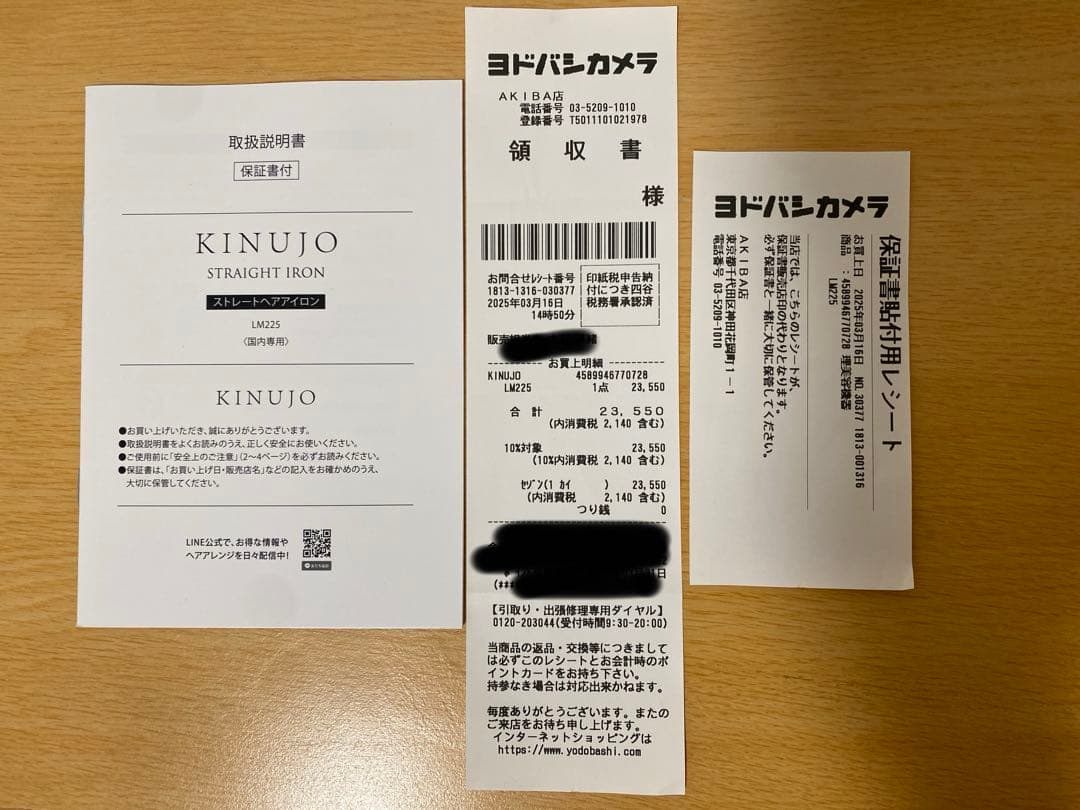 取扱説明書
保証書付
KINUJO
STRAIGHT IRON
ストレートヘアアイロン
LM225
〈国内専用〉
KINUJO
●お買い上げいただき、誠にありがとうございます。
●取扱説明書をよくお読みのうえ、正しく安全にお使いください。
●ご使用前に「安全上のご注意」(2〜4ページ)を必ずお読みください。
●保証書は、「お買い上げ日・販売店名」などの記入をお確かめのうえ、
大切に保管してください。
LINE公式で、お得な情報や
ヘアアレンジを日々配信中!
友だち追加
ヨドバシカメラ
AKIBA店
電話番号 03-5209-1010
登録番号 T5011101021978
領収書
様
お問合せレシート番号
1813-1316-030377
2025年03月16日
14時50分
印紙税申告納
付につき四谷
税務署承認済
販売
お買上明細
KINUJO 4589946770728
LM225 1点 23,550
合計 23,550
(内消費税 2,140 含む)
10%対象 23,550
(10%内消費税 2,140 含む)
セゾン(1カイ ) 23,550
(内消費税 2,140 含む)
つり銭 0
日
(***
【引取り・出張修理専用ダイヤル】
0120-203044(受付時間9:30-20:00)
当商品の返品・交換等につきまして
は必ずこのレシートとお会計時のポ
イントカードをお持ち下さい。
持参なき場合は対応出来かねます。
毎度ありがとうございます。またの
ご来店をお待ち申し上げます。
インターネットショッピングは
https://www.yodobashi.com
ヨドバシカメラ
保証書貼付用レシート
お買上日 2025年03月16日 NO.30377 1813-001316
商品 :4589946770728 理美容機器
LM225
当店では、こちらのレシートが、
保証書販売店印の代わりとなります。
必ず保証書と一緒に大切に保管してください。
AKIBA店
東京都千代田区神田花岡町1-1
電話番号 03-5209-1010